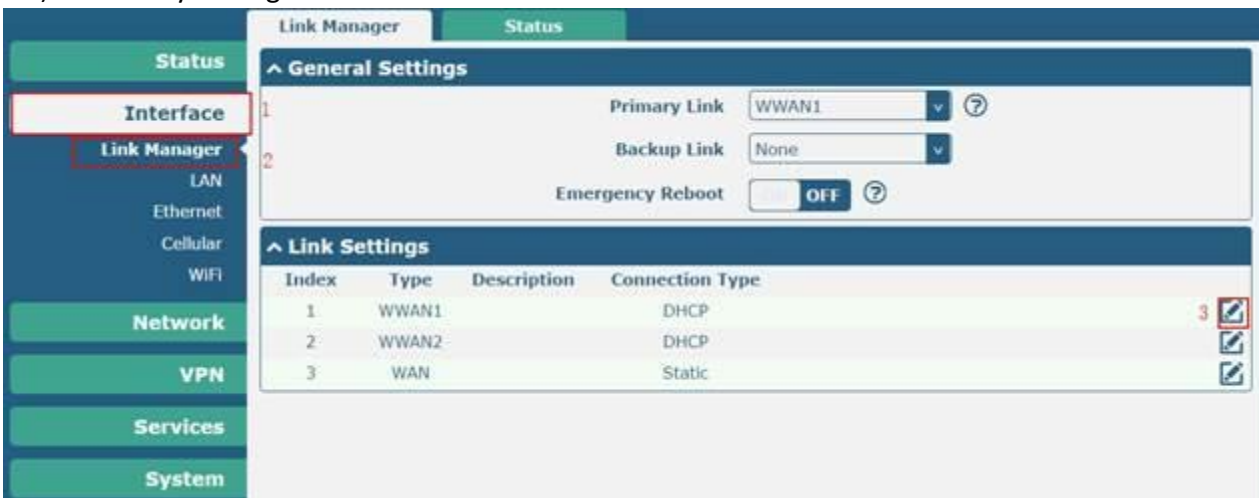 Link Manager Status
Status
Interface
Link Manager
LAN
Ethernet
Cellular
WiFi
Network
VPN
Services
System
1
2
^ General Settings
Primary Link WWAN1 v ?
Backup Link None v
Emergency Reboot OFF ?
^ Link Settings
Index Type Description Connection Type
1 WWAN1 DHCP 3
2 WWAN2 DHCP
3 WAN Static